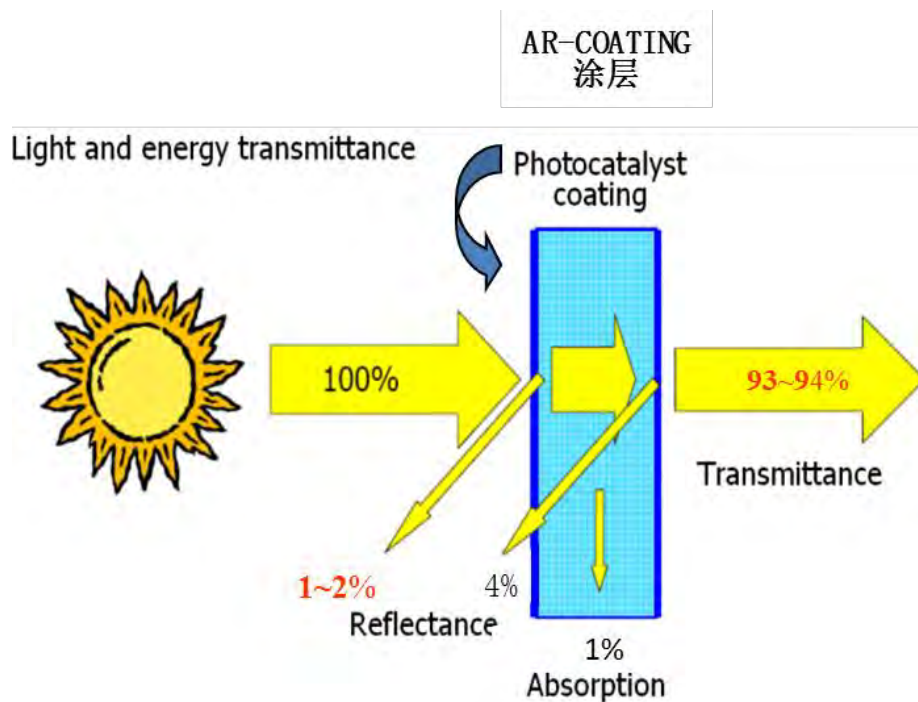 AR-COATING
涂层
Light and energy transmittance
Photocatalyst
coating
100%
93~94%
Transmittance
1~2%
4%
Reflectance
1%
Absorption